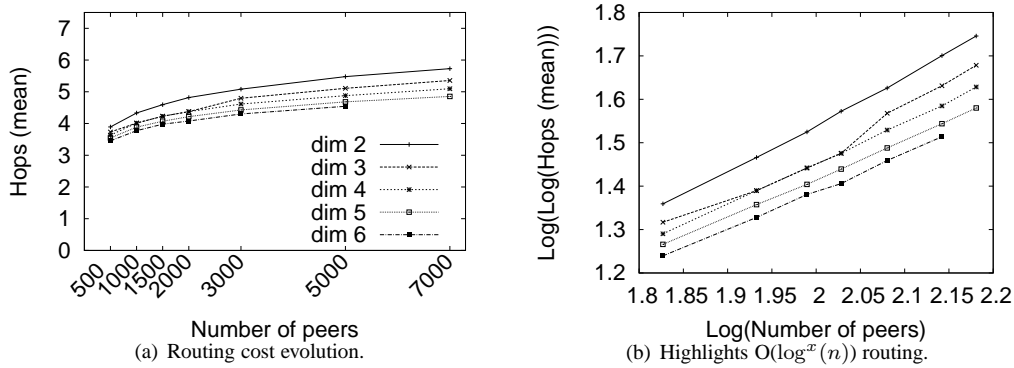 7
6
5
4
3
2
1
0
Hops (mean)
dim 2
dim 3
dim 4
dim 5
dim 6
500
1000
1500
2000
3000
5000
7000
Number of peers
(a) Routing cost evolution.
1.8
1.7
1.6
1.5
1.4
1.3
1.2
Log(Log(Hops (mean)))
1.8 1.85 1.9 1.95 2 2.05 2.1 2.15 2.2
Log(Number of peers)
(b) Highlights O(log^x(n)) routing.